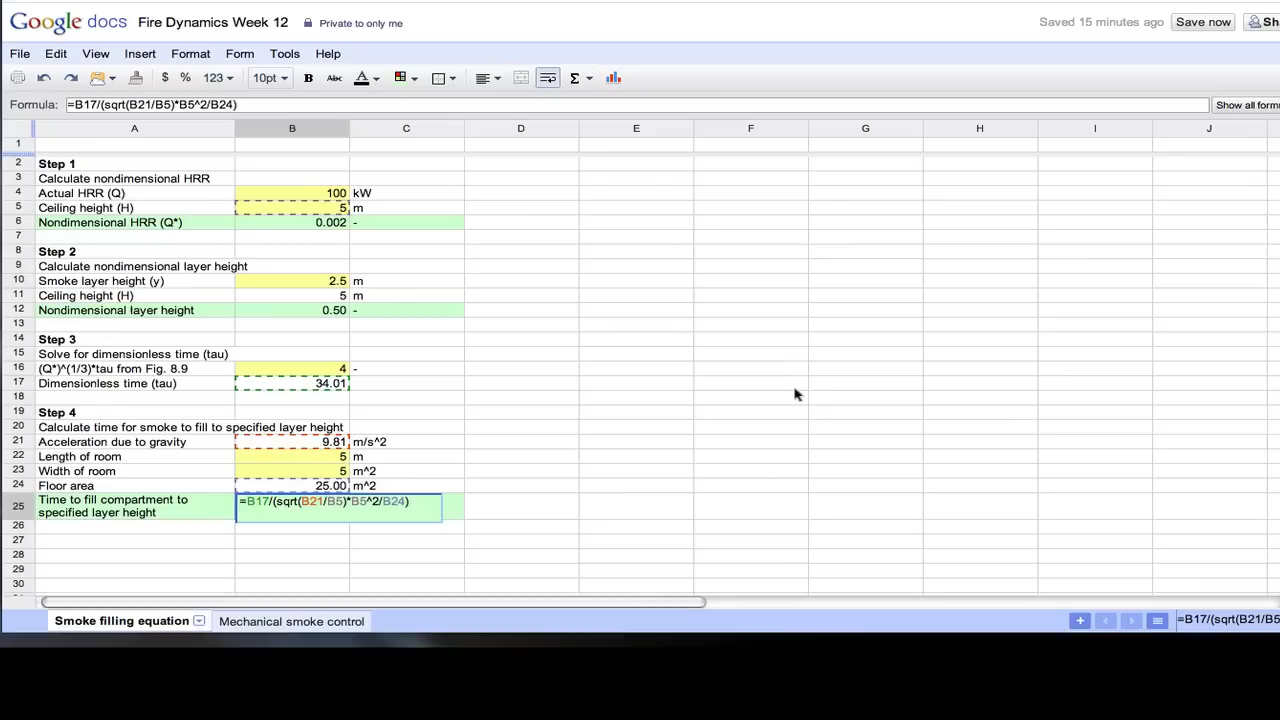 Google docs Fire Dynamics Week 12 Private to only me Saved 15 minutes ago Save now
File Edit View Insert Format Form Tools Help
$ % 123 10pt B Abc A Σ
Formula: =B17/(sqrt(B21/B5)*B5^2/B24) Show all
A B C D E F G H I J
1
2 Step 1
3 Calculate nondimensional HRR
4 Actual HRR (Q) 100 kW
5 Ceiling height (H) 5 m
6 Nondimensional HRR (Q*) 0.002 -
7
8 Step 2
9 Calculate nondimensional layer height
10 Smoke layer height (y) 2.5 m
11 Ceiling height (H) 5 m
12 Nondimensional layer height 0.50 -
13
14 Step 3
15 Solve for dimensionless time (tau)
16 (Q*)^(1/3)*tau from Fig. 8.9 4 -
17 Dimensionless time (tau) 34.01
18
19 Step 4
20 Calculate time for smoke to fill to specified layer height
21 Acceleration due to gravity 9.81 m/s^2
22 Length of room 5 m
23 Width of room 5 m^2
24 Floor area 25.00 m^2
25 Time to fill compartment to
specified layer height =B17/(sqrt(B21/B5)*B5^2/B24)
26
27
28
29
30
Smoke filling equation Mechanical smoke control =B17/(sqrt(B21/B5